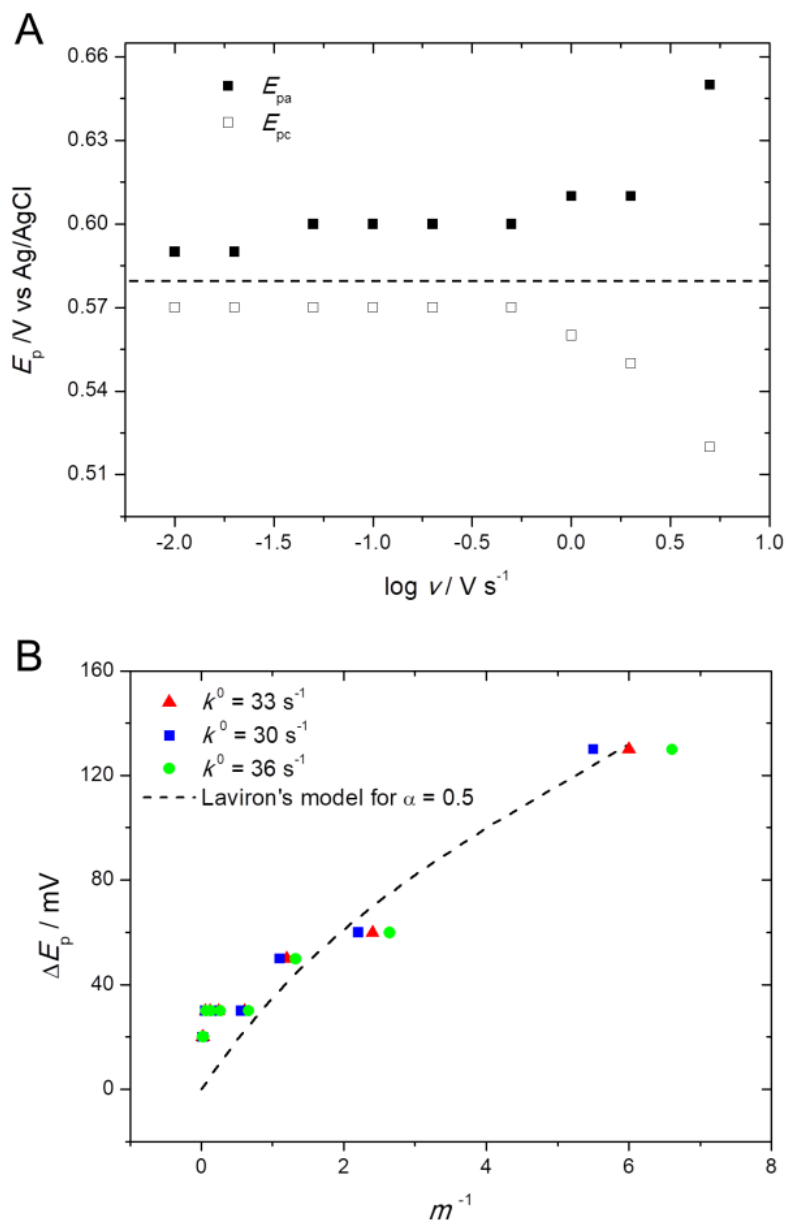 A
E_pa
E_pc
E_p /V vs Ag/AgCl
0.66
0.63
0.60
0.57
0.54
0.51
-2.0 -1.5 -1.0 -0.5 0.0 0.5 1.0
log v / V s⁻¹
B
k⁰ = 33 s⁻¹
k⁰ = 30 s⁻¹
k⁰ = 36 s⁻¹
Laviron's model for α = 0.5
ΔE_p / mV
160
120
80
40
0
0 2 4 6 8
m⁻¹